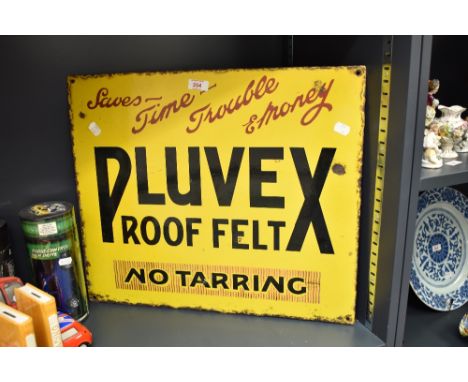 Saves Time Trouble
& Money
PLUVEX
ROOF FELT
NO TARRING